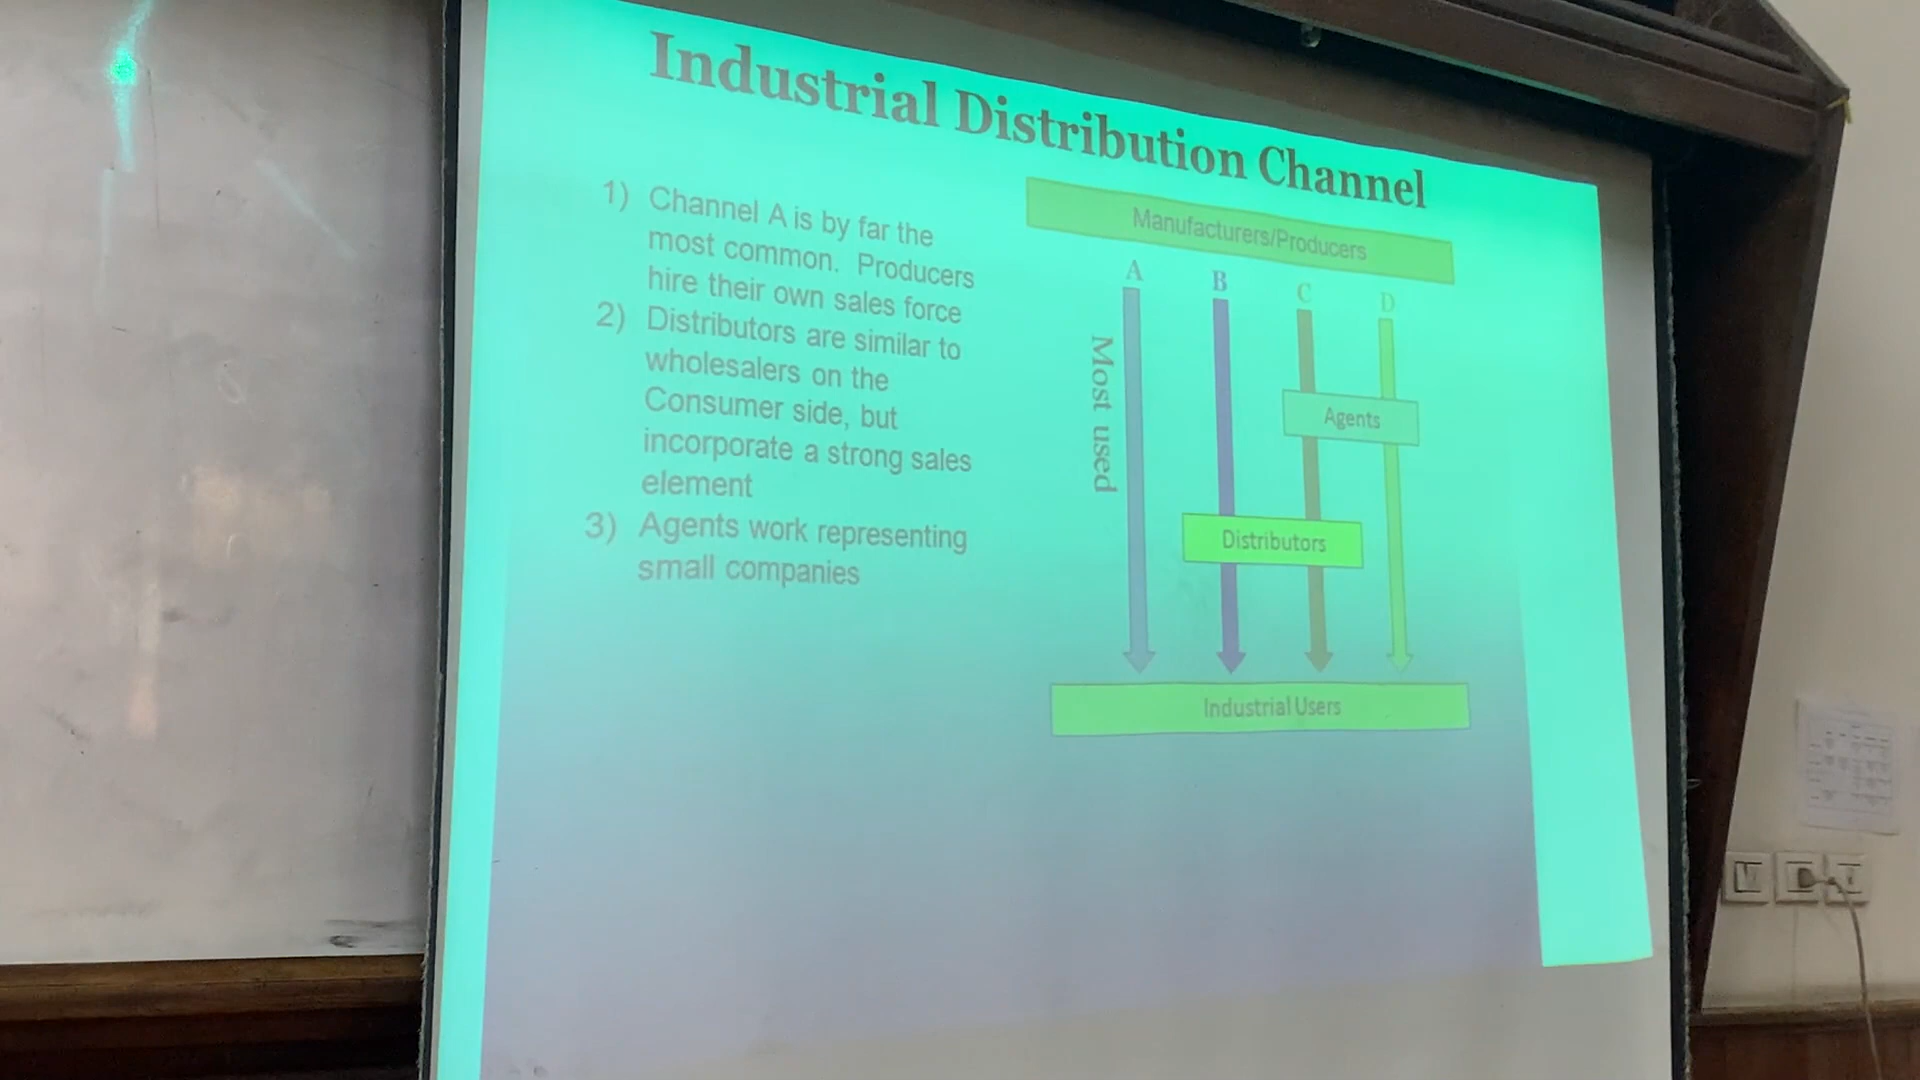 Industrial Distribution Channel
1) Channel A is by far the
most common. Producers
hire their own sales force
2) Distributors are similar to
wholesalers on the
Consumer side, but
incorporate a strong sales
element
3) Agents work representing
small companies
Manufacturers/Producers
A B C D
Most used
Agents
Distributors
Industrial Users